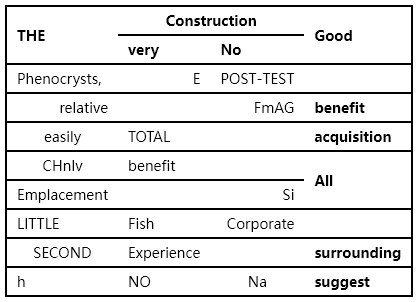 THE Construction Good
very No
Phenocrysts, E POST-TEST
relative FmAG benefit
easily TOTAL acquisition
CHnlv benefit All
Emplacement Si
LITTLE Fish Corporate
SECOND Experience surrounding
h NO Na suggest